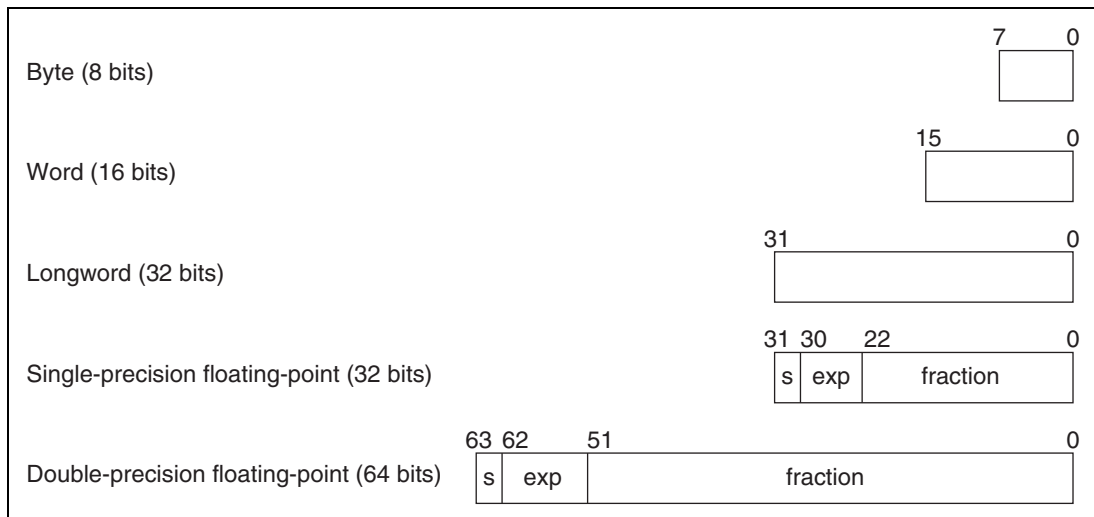 7 0
Byte (8 bits)
15 0
Word (16 bits)
31 0
Longword (32 bits)
31 30 22 0
Single-precision floating-point (32 bits) s exp fraction
63 62 51 0
Double-precision floating-point (64 bits) s exp fraction